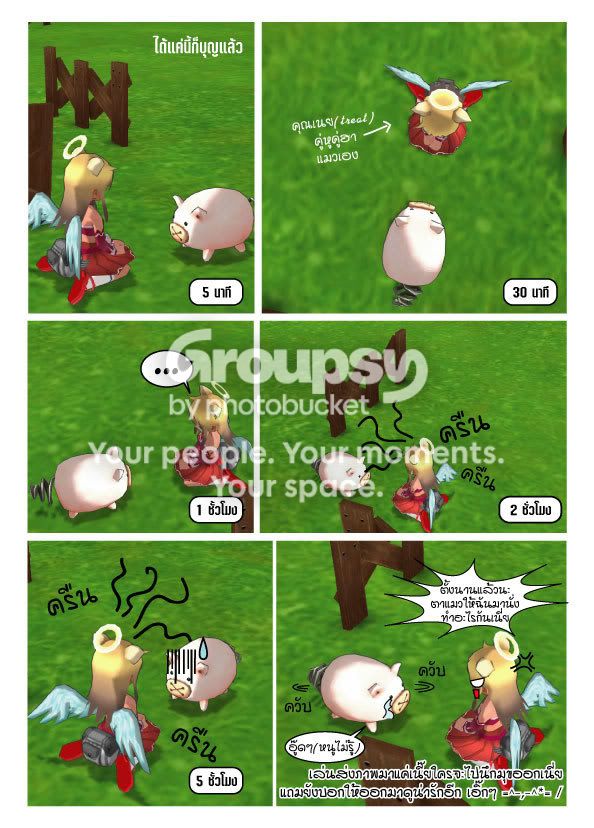 ได้แค่นี้ก็บุญแล้ว
5 นาที
คุณเนย(treat)
คู่หูคู่ฮา
แมวเอง
30 นาที
...
1 ชั่วโมง
ครืน
ครืน
2 ชั่วโมง
Groupsy
by photobucket
Your people. Your moments.
Your space.
ครืน
ครืน
5 ชั่วโมง
ตั้งนานแล้วนะ
ตาแมวให้ฉันมานั่ง
ทำอะไรกันเนี่ย
ควับ
ควับ
อู๊ดๆ(หนูไม่รู้)
เล่นส่งภาพมาแค่เนี้ยใครจะไปนึกมุขออกเนี่ย
แถมยังบอกให้ออกมาดูน่ารักอีก เอิ๊กๆ =^-,-^*= /